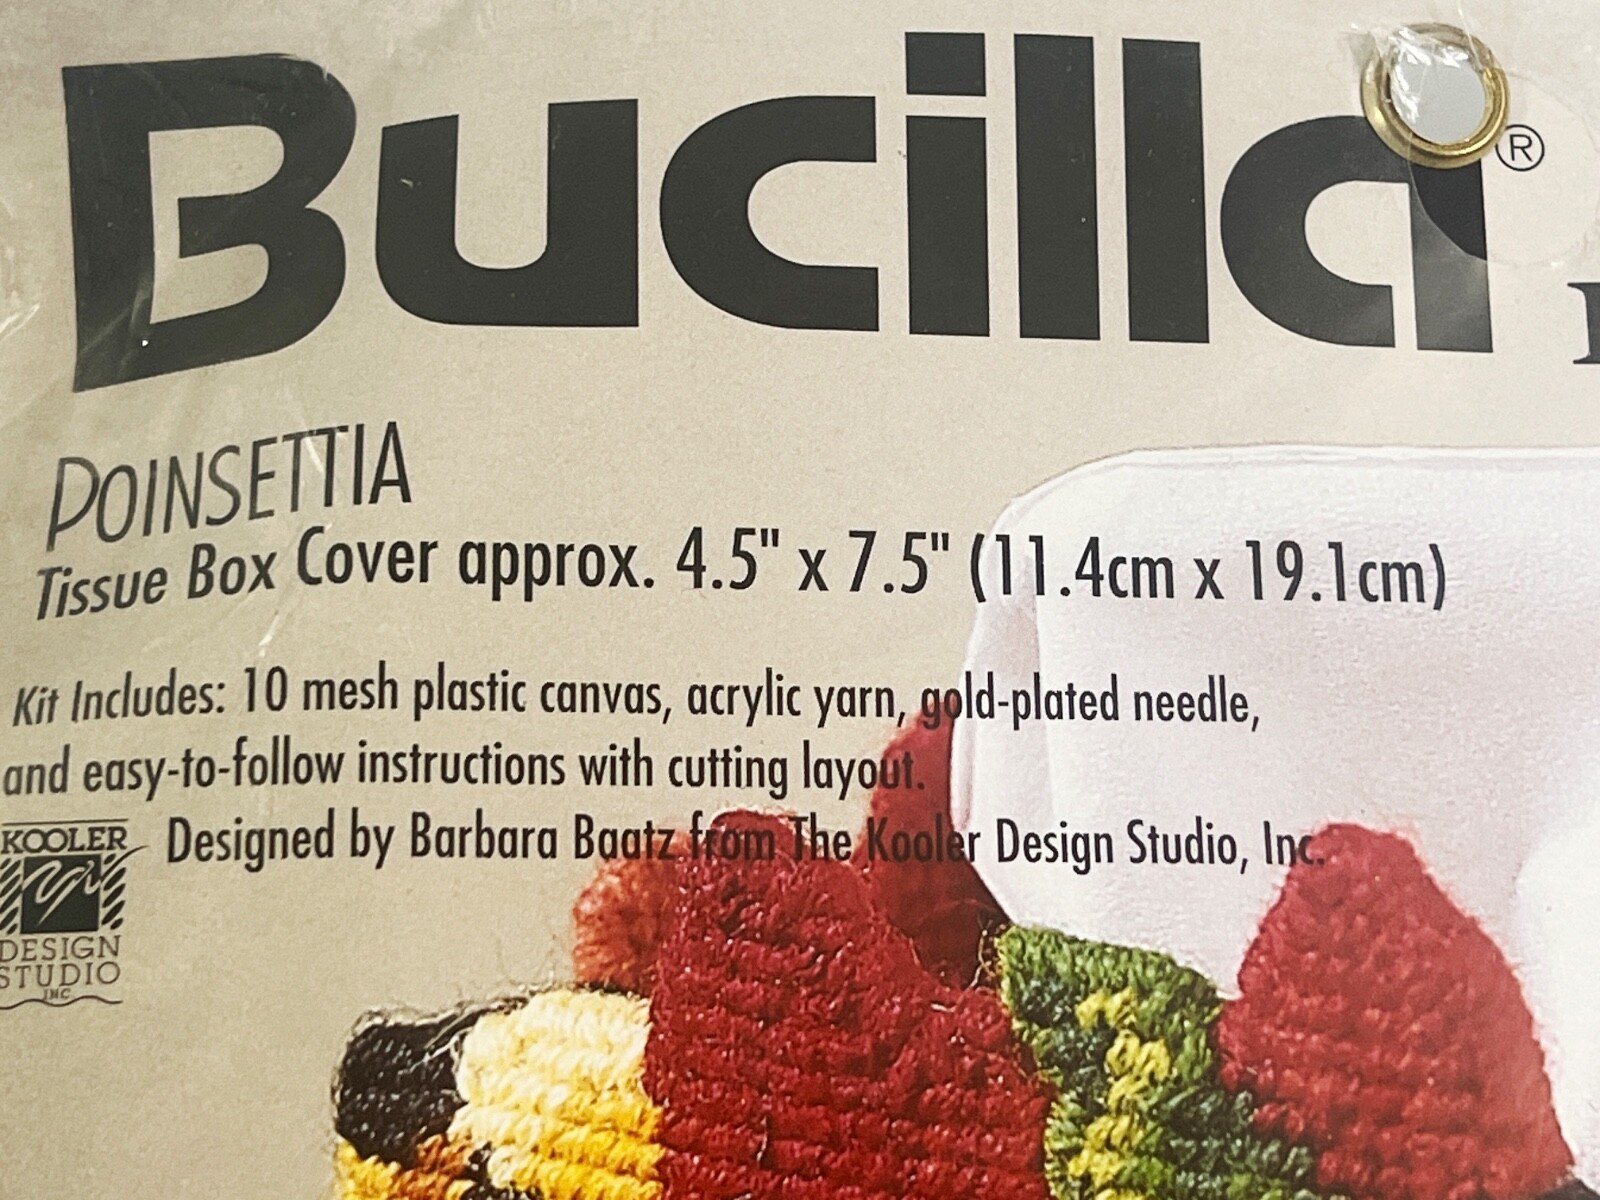 Bucilla®
POINSETTIA
Tissue Box Cover approx. 4.5" x 7.5" (11.4cm x 19.1cm)
Kit Includes: 10 mesh plastic canvas, acrylic yarn, gold-plated needle,
and easy-to-follow instructions with cutting layout.
Designed by Barbara Baatz from The Kooler Design Studio, Inc.
KOOLER
DESIGN
STUDIO
INC